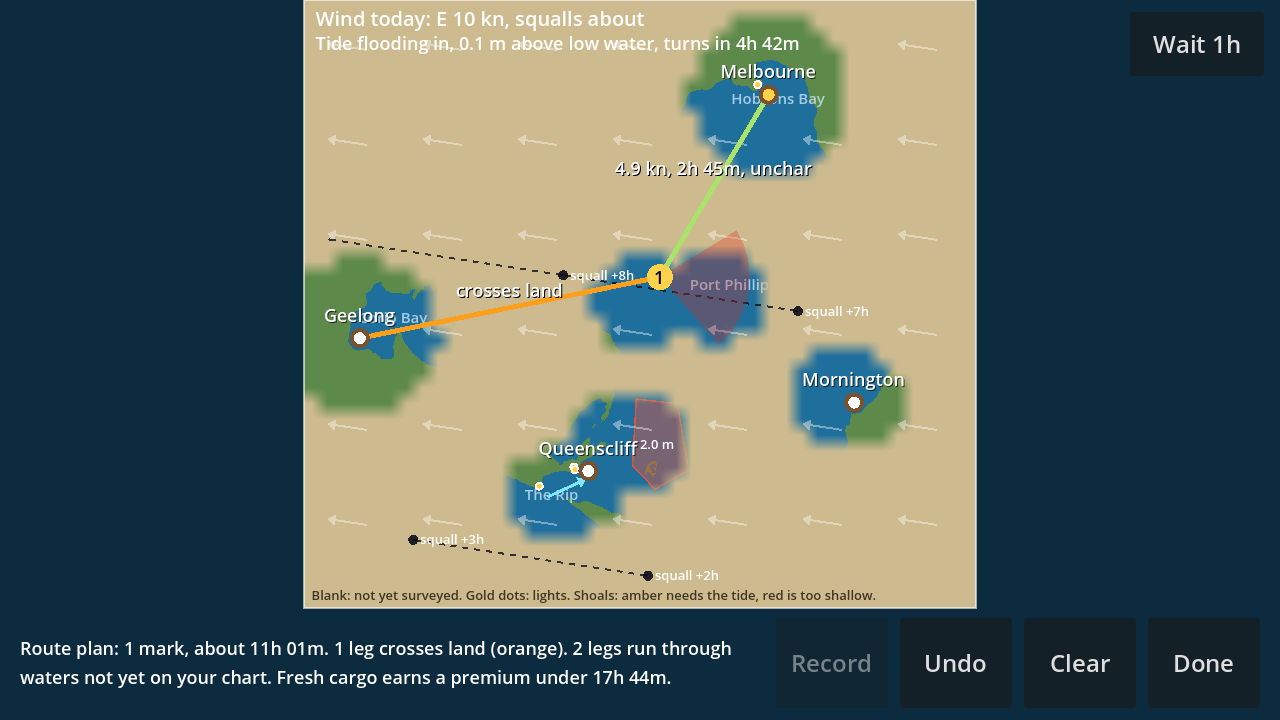 Wind today: E 10 kn, squalls about
Tide flooding in, 0.1 m above low water, turns in 4h 42m
Wait 1h
Melbourne
Hobsons Bay
4.9 kn, 2h 45m, unchar
squall +8h
1
Port Phillip
crosses land
Geelong
Bay
squall +7h
Mornington
Queenscliff
2.0 m
The Rip
squall +3h
squall +2h
Blank: not yet surveyed. Gold dots: lights. Shoals: amber needs the tide, red is too shallow.
Route plan: 1 mark, about 11h 01m. 1 leg crosses land (orange). 2 legs run through
waters not yet on your chart. Fresh cargo earns a premium under 17h 44m.
Record
Undo
Clear
Done